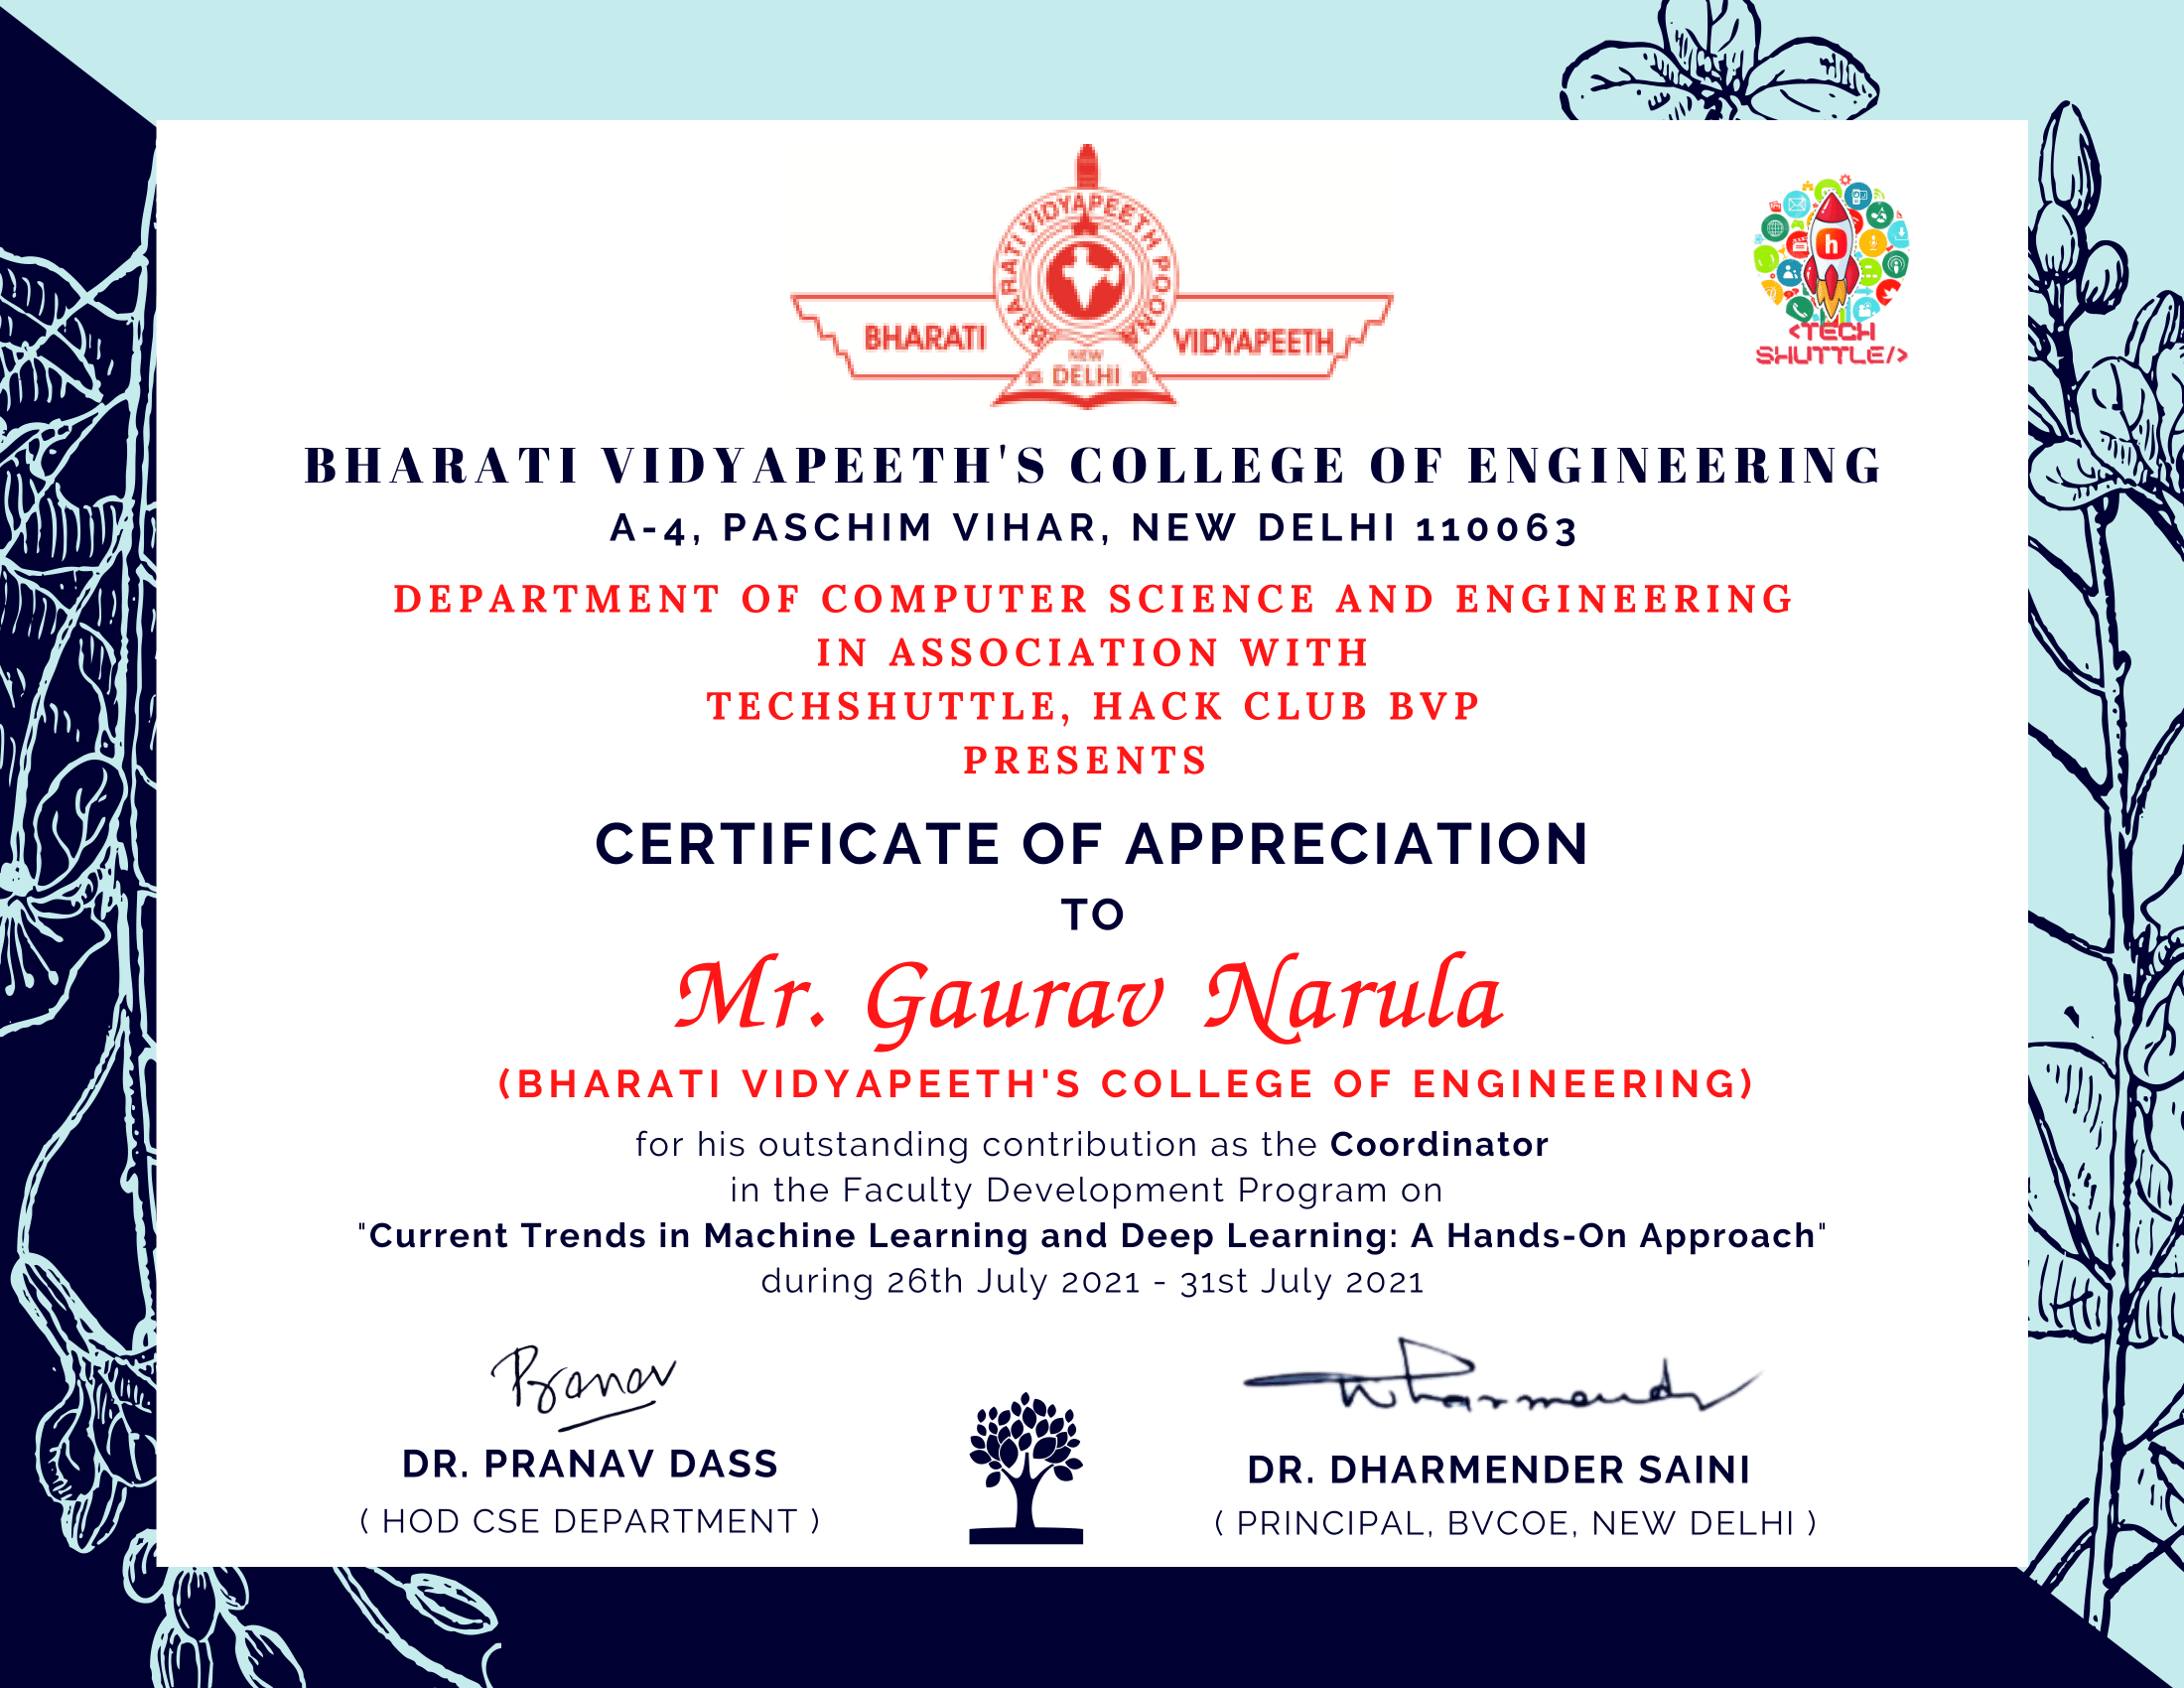 BHARATI VIDYAPEETH POONA
BHARATI
VIDYAPEETH
NEW
DELHI
h
<TECH
SHUTTLE/>
BHARATI VIDYAPEETH'S COLLEGE OF ENGINEERING
A-4, PASCHIM VIHAR, NEW DELHI 110063
DEPARTMENT OF COMPUTER SCIENCE AND ENGINEERING
IN ASSOCIATION WITH
TECHSHUTTLE, HACK CLUB BVP
PRESENTS
CERTIFICATE OF APPRECIATION
TO
Mr. Gaurav Narula
(BHARATI VIDYAPEETH'S COLLEGE OF ENGINEERING)
for his outstanding contribution as the Coordinator
in the Faculty Development Program on
"Current Trends in Machine Learning and Deep Learning: A Hands-On Approach"
during 26th July 2021 - 31st July 2021
Pranav
Dharmender
DR. PRANAV DASS
DR. DHARMENDER SAINI
( HOD CSE DEPARTMENT )
( PRINCIPAL, BVCOE, NEW DELHI )